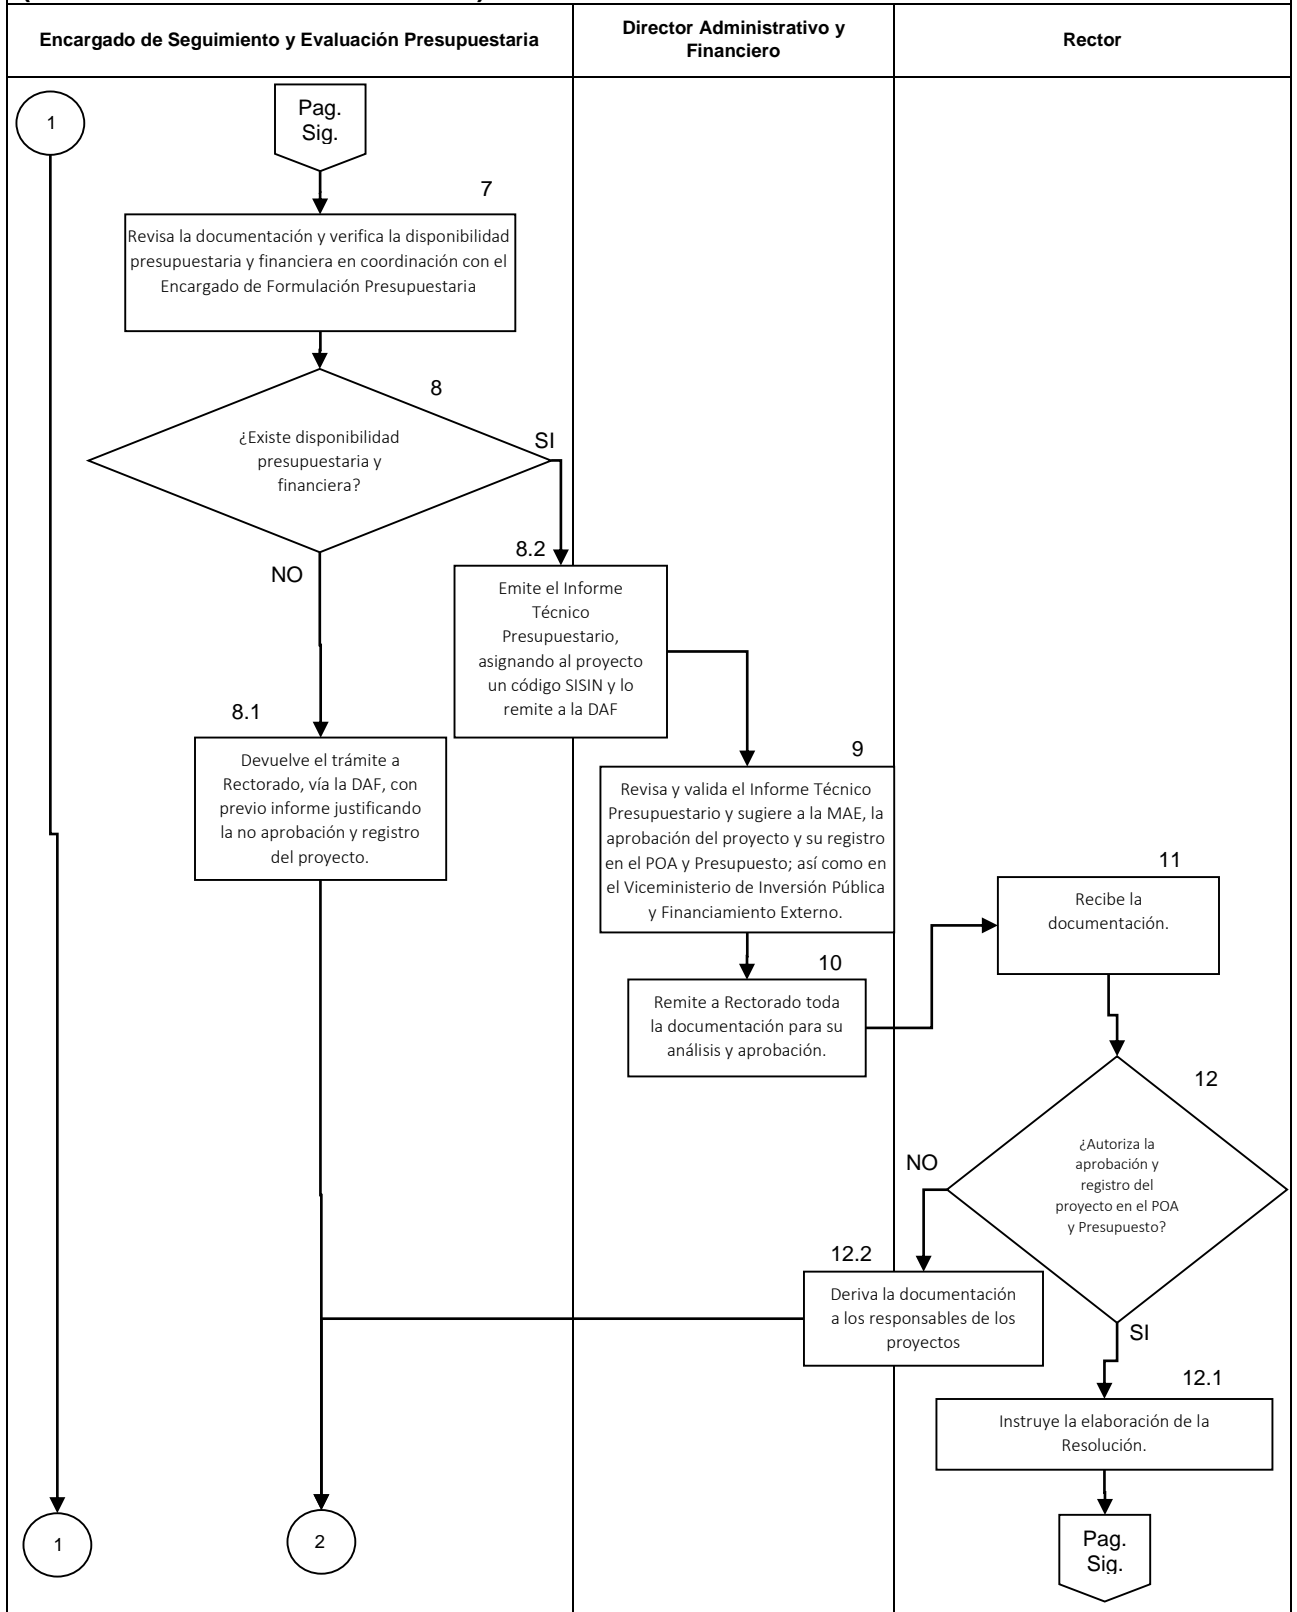 Encargado de Seguimiento y Evaluación Presupuestaria
Director Administrativo y
Financiero
Rector
1
Pag.
Sig.
7
Revisa la documentación y verifica la disponibilidad
presupuestaria y financiera en coordinación con el
Encargado de Formulación Presupuestaria
8
¿Existe disponibilidad
presupuestaria y
financiera?
SI
NO
8.2
Emite el Informe
Técnico
Presupuestario,
asignando al proyecto
un código SISIN y lo
remite a la DAF
8.1
Devuelve el trámite a
Rectorado, vía la DAF, con
previo informe justificando
la no aprobación y registro
del proyecto.
9
Revisa y valida el Informe Técnico
Presupuestario y sugiere a la MAE, la
aprobación del proyecto y su registro
en el POA y Presupuesto; así como en
el Viceministerio de Inversión Pública
y Financiamiento Externo.
10
Remite a Rectorado toda
la documentación para su
análisis y aprobación.
11
Recibe la
documentación.
12
¿Autoriza la
aprobación y
registro del
proyecto en el POA
y Presupuesto?
NO
SI
12.2
Deriva la documentación
a los responsables de los
proyectos
12.1
Instruye la elaboración de la
Resolución.
1
2
Pag.
Sig.